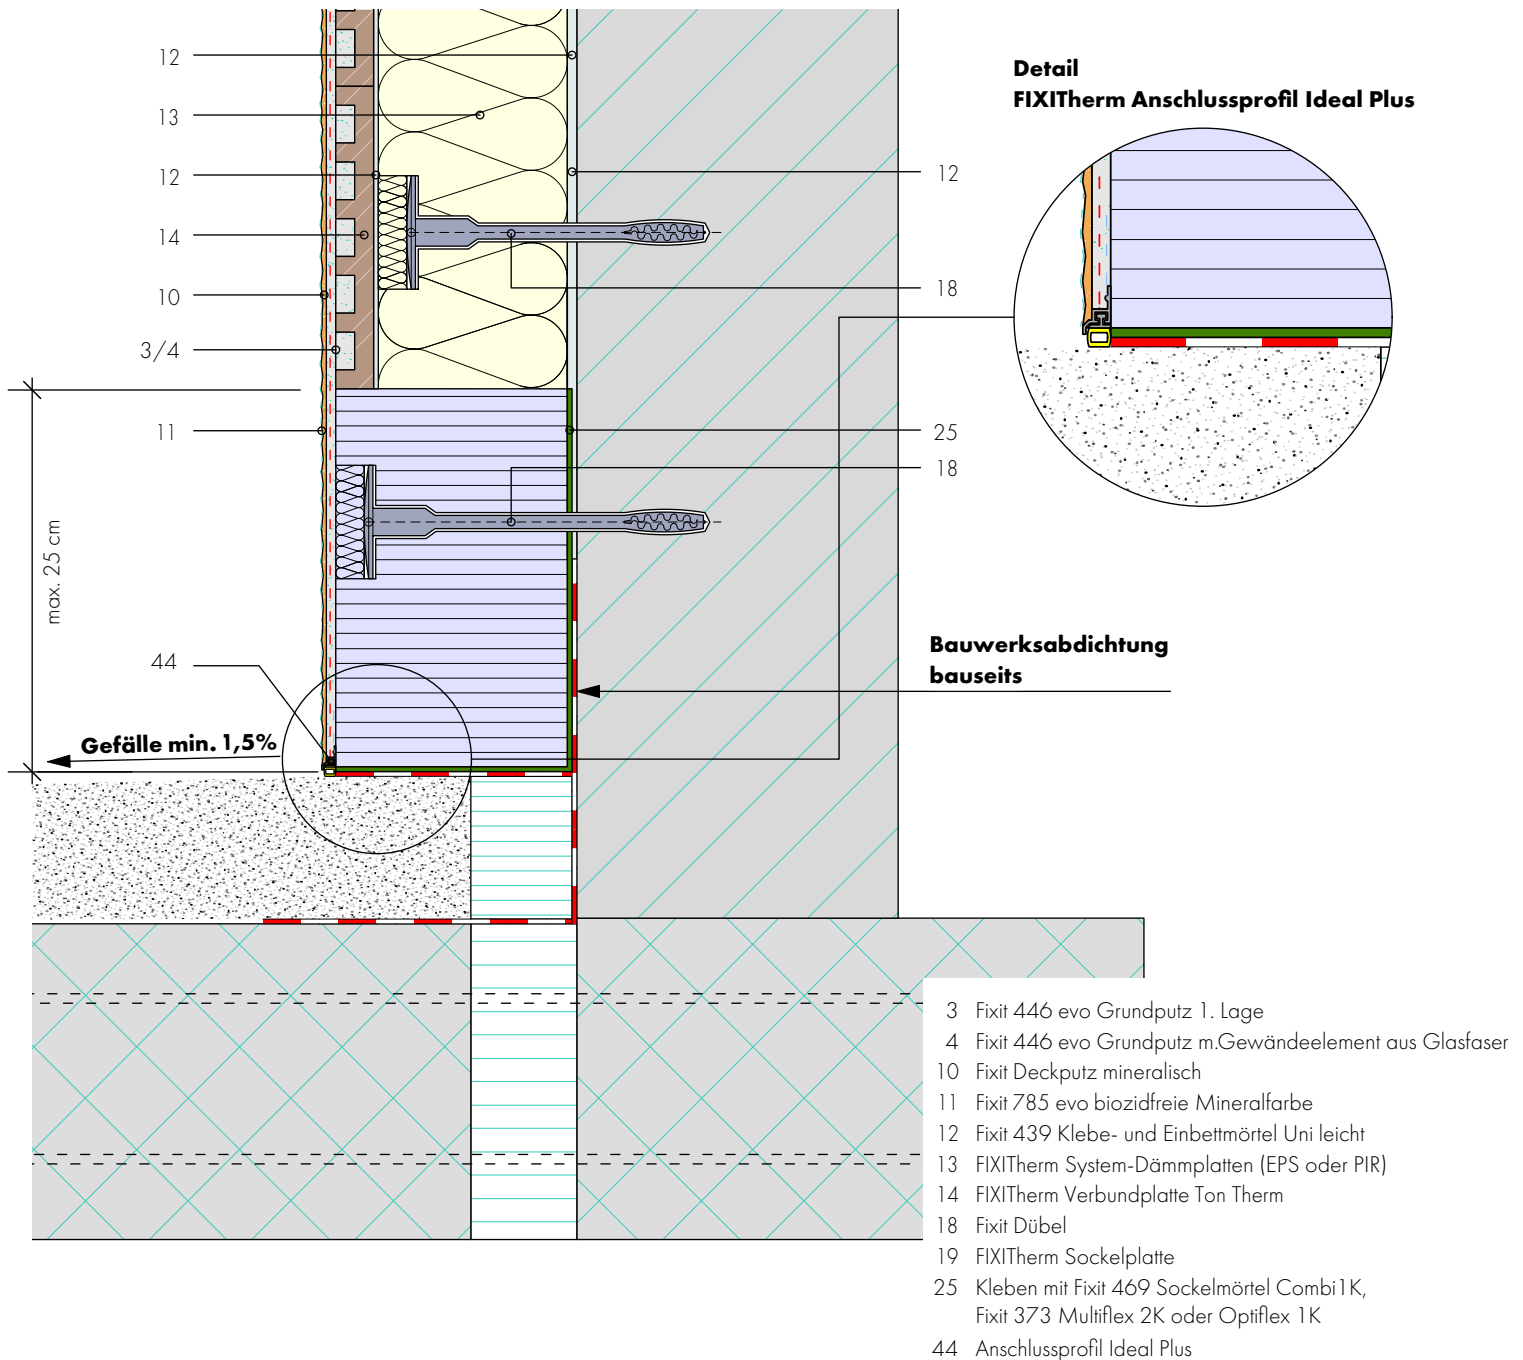 Detail
FIXITherm Anschlussprofil Ideal Plus
12
13
12
14
10
3/4
11
44
12
18
25
18
max. 25 cm
Gefälle min. 1,5%
Bauwerksabdichtung
bauseits
3 Fixit 446 evo Grundputz 1. Lage
4 Fixit 446 evo Grundputz m.Gewändeelement aus Glasfaser
10 Fixit Deckputz mineralisch
11 Fixit 785 evo biozidfreie Mineralfarbe
12 Fixit 439 Klebe- und Einbettmörtel Uni leicht
13 FIXITherm System-Dämmplatten (EPS oder PIR)
14 FIXITherm Verbundplatte Ton Therm
18 Fixit Dübel
19 FIXITherm Sockelplatte
25 Kleben mit Fixit 469 Sockelmörtel Combi1K,
Fixit 373 Multiflex 2K oder Optiflex 1K
44 Anschlussprofil Ideal Plus